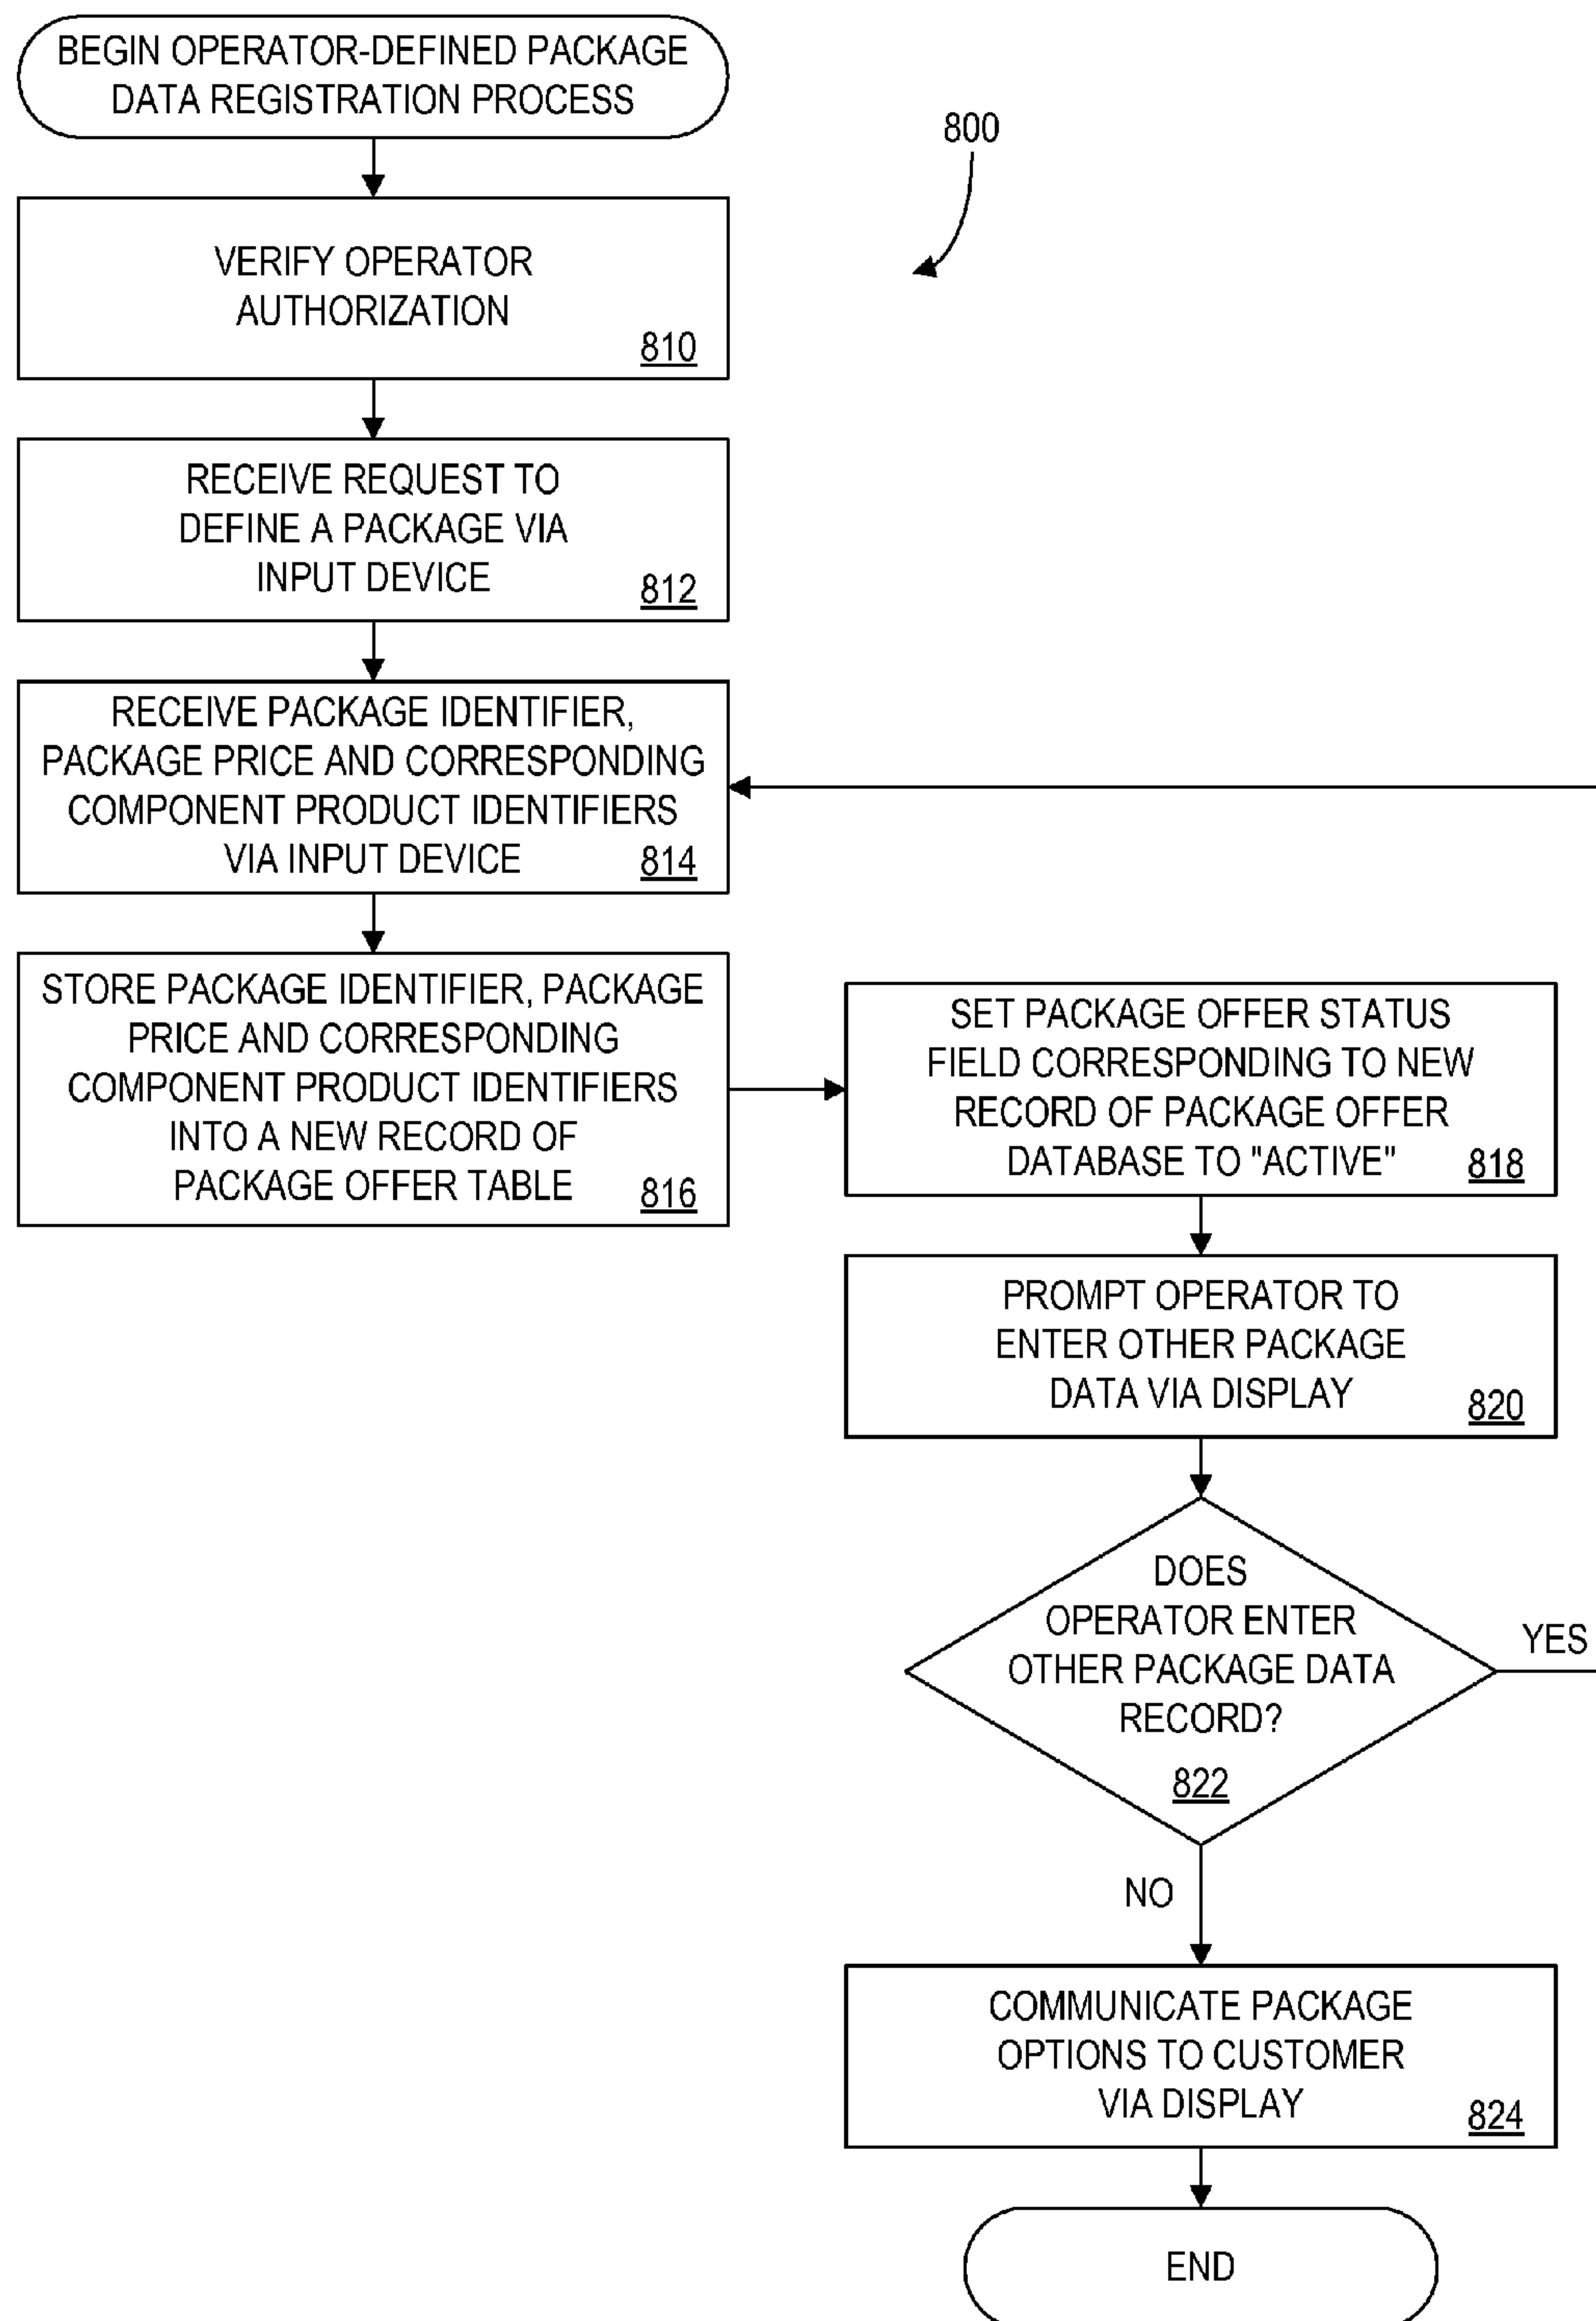 BEGIN OPERATOR-DEFINED PACKAGE
DATA REGISTRATION PROCESS
800
VERIFY OPERATOR
AUTHORIZATION
810
RECEIVE REQUEST TO
DEFINE A PACKAGE VIA
INPUT DEVICE
812
RECEIVE PACKAGE IDENTIFIER,
PACKAGE PRICE AND CORRESPONDING
COMPONENT PRODUCT IDENTIFIERS
VIA INPUT DEVICE
814
STORE PACKAGE IDENTIFIER, PACKAGE
PRICE AND CORRESPONDING
COMPONENT PRODUCT IDENTIFIERS
INTO A NEW RECORD OF
PACKAGE OFFER TABLE
816
SET PACKAGE OFFER STATUS
FIELD CORRESPONDING TO NEW
RECORD OF PACKAGE OFFER
DATABASE TO "ACTIVE"
818
PROMPT OPERATOR TO
ENTER OTHER PACKAGE
DATA VIA DISPLAY
820
DOES
OPERATOR ENTER
OTHER PACKAGE DATA
RECORD?
822
YES
NO
COMMUNICATE PACKAGE
OPTIONS TO CUSTOMER
VIA DISPLAY
824
END